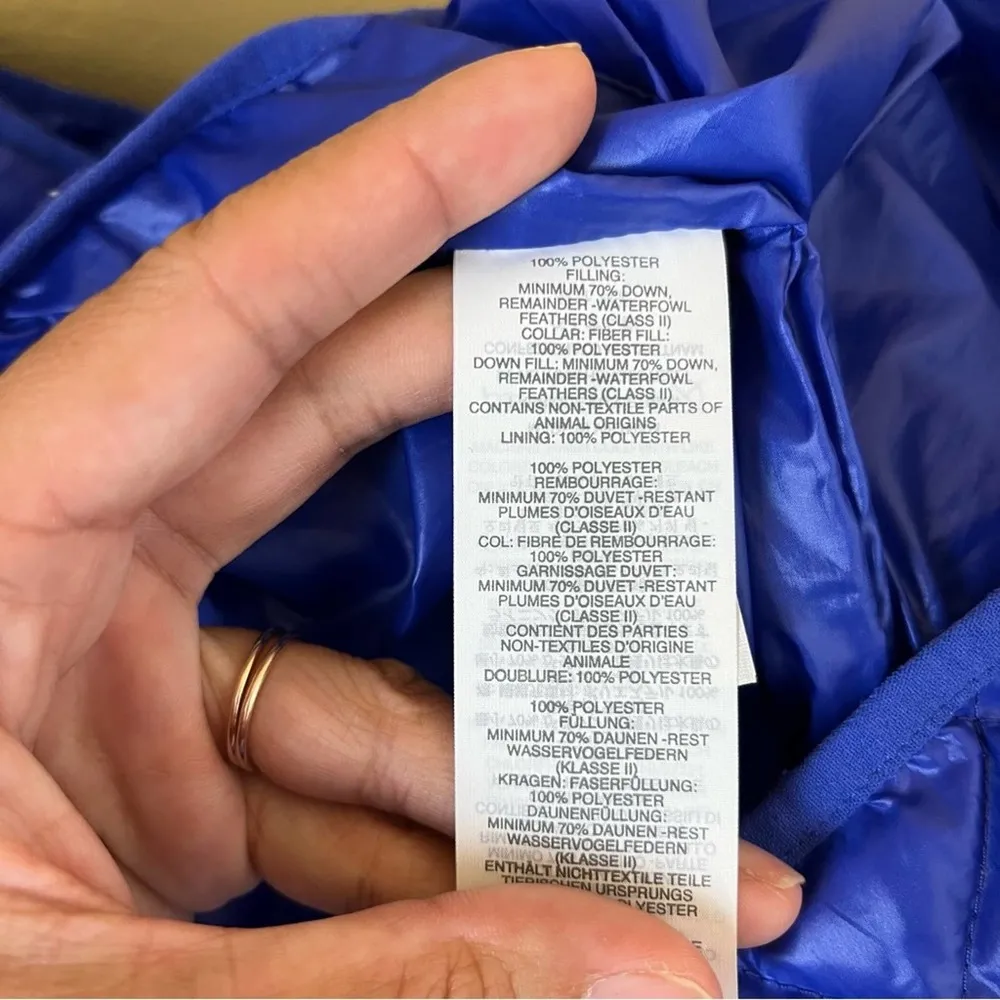 100% POLYESTER
FILLING:
MINIMUM 70% DOWN,
REMAINDER -WATERFOWL
FEATHERS (CLASS II)
COLLAR: FIBER FILL:
100% POLYESTER
DOWN FILL: MINIMUM 70% DOWN,
REMAINDER -WATERFOWL
FEATHERS (CLASS II)
CONTAINS NON-TEXTILE PARTS OF
ANIMAL ORIGINS
LINING: 100% POLYESTER
100% POLYESTER
REMBOURRAGE:
MINIMUM 70% DUVET -RESTANT
PLUMES D'OISEAUX D'EAU
(CLASSE II)
COL: FIBRE DE REMBOURRAGE:
100% POLYESTER
GARNISSAGE DUVET:
MINIMUM 70% DUVET -RESTANT
PLUMES D'OISEAUX D'EAU
(CLASSE II)
CONTIENT DES PARTIES
NON-TEXTILES D'ORIGINE
ANIMALE
DOUBLURE: 100% POLYESTER
100% POLYESTER
FÜLLUNG:
MINIMUM 70% DAUNEN -REST
WASSERVOGELFEDERN
(KLASSE II)
KRAGEN: FASERFÜLLUNG:
100% POLYESTER
DAUNENFÜLLUNG:
MINIMUM 70% DAUNEN -REST
WASSERVOGELFEDERN
(KLASSE II)
ENTHÄLT NICHTTEXTILE TEILE
TIERISCHEN URSPRUNGS